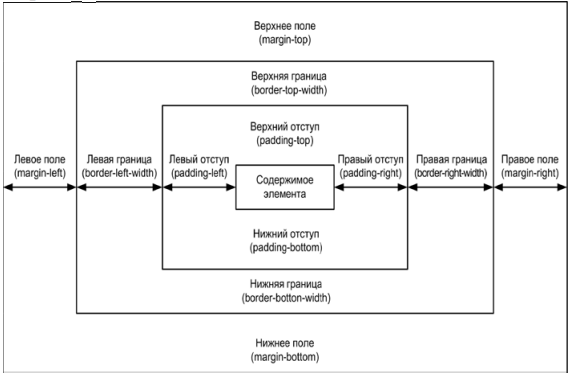 Верхнее поле
(margin-top)
Верхняя граница
(border-top-width)
Верхний отступ
(padding-top)
Левое поле
(margin-left)
Левая граница
(border-left-width)
Левый отступ
(padding-left)
Содержимое
элемента
Правый отступ
(padding-right)
Правая граница
(border-right-width)
Правое поле
(margin-right)
Нижний отступ
(padding-bottom)
Нижняя граница
(border-botton-width)
Нижнее поле
(margin-bottom)